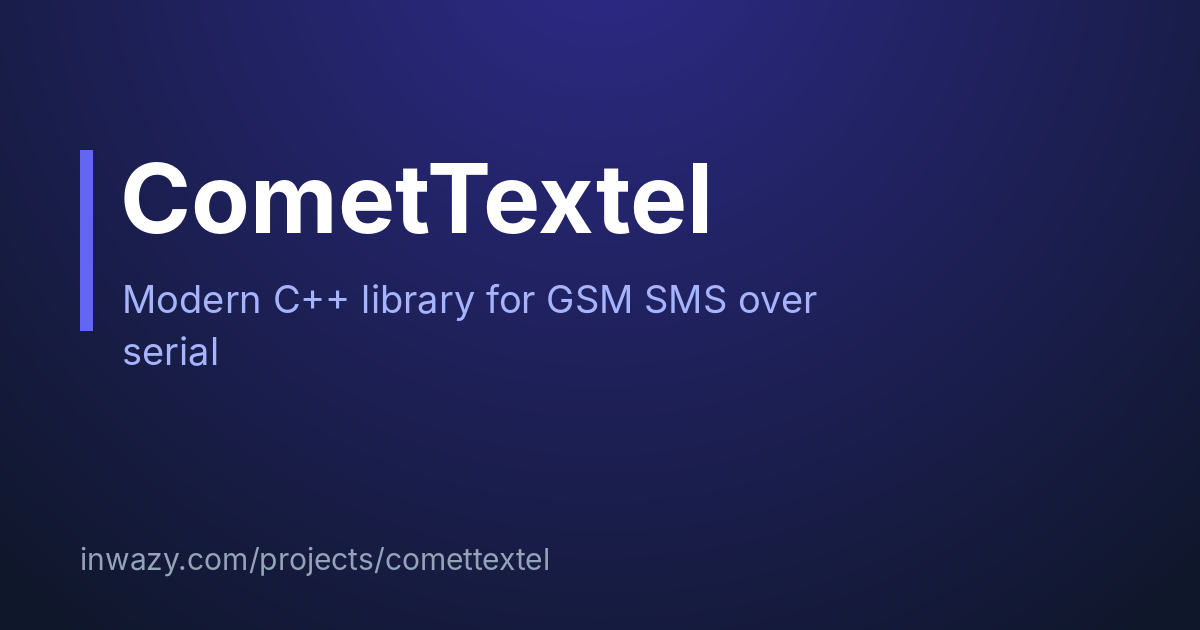 CometTextel
Modern C++ library for GSM SMS over
serial
inwazy.com/projects/comettextel